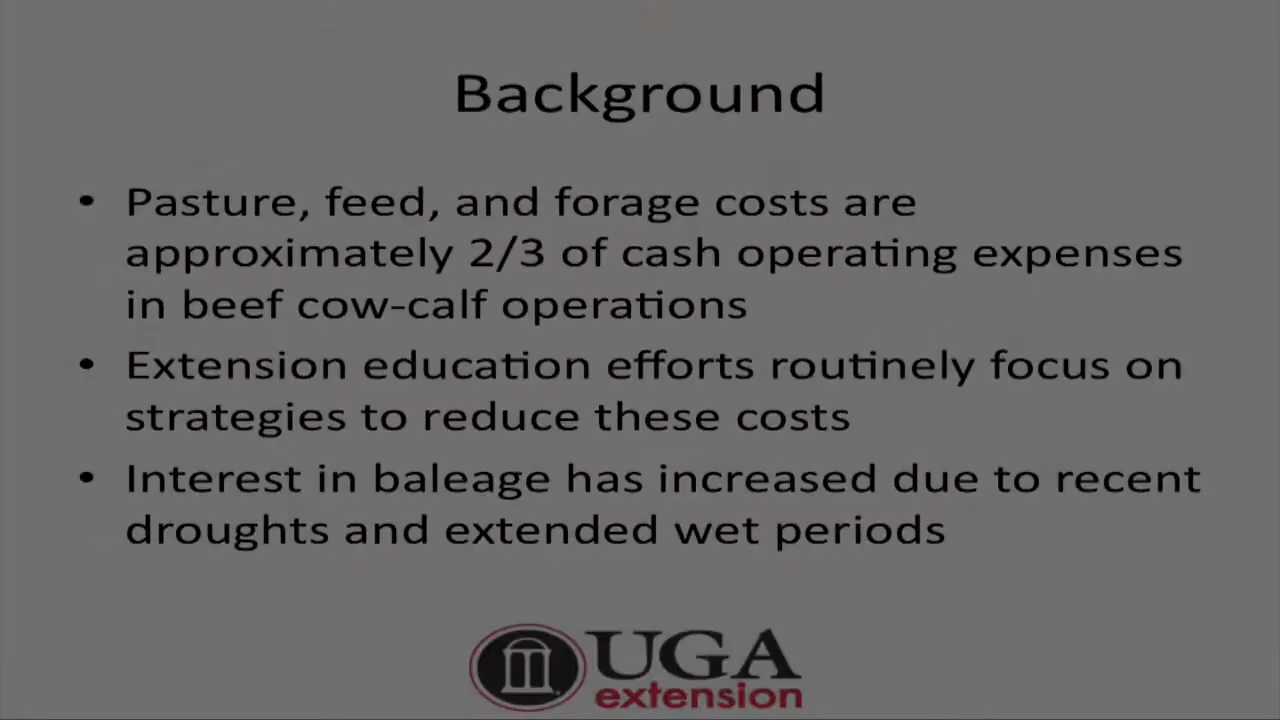 Background
• Pasture, feed, and forage costs are
approximately 2/3 of cash operating expenses
in beef cow-calf operations
• Extension education efforts routinely focus on
strategies to reduce these costs
• Interest in baleage has increased due to recent
droughts and extended wet periods
UGA
extension